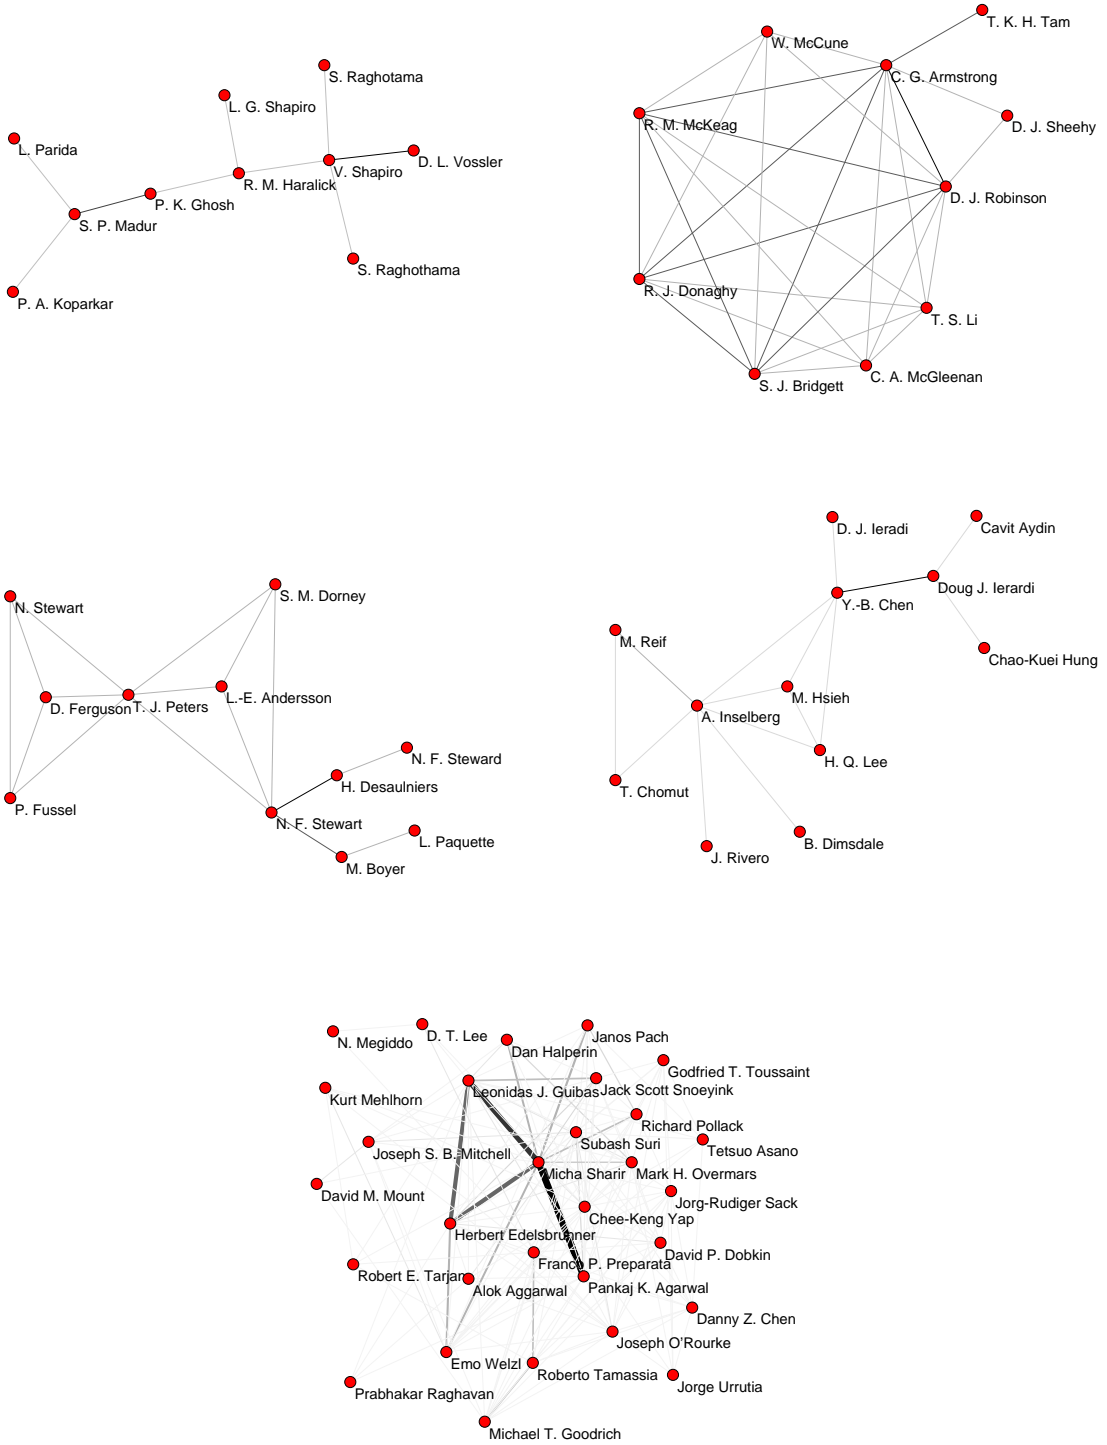 S. Raghotama
L. G. Shapiro
L. Parida
V. Shapiro
D. L. Vossler
R. M. Haralick
P. K. Ghosh
S. P. Madur
S. Raghothama
P. A. Koparkar
T. K. H. Tam
W. McCune
C. G. Armstrong
R. M. McKeag
D. J. Sheehy
D. J. Robinson
R. J. Donaghy
T. S. Li
C. A. McGleenan
S. J. Bridgett
S. M. Dorney
N. Stewart
L.-E. Andersson
D. Ferguson
T. J. Peters
N. F. Steward
H. Desaulniers
P. Fussel
N. F. Stewart
L. Paquette
M. Boyer
D. J. Ieradi
Cavit Aydin
Doug J. Ierardi
Y.-B. Chen
M. Reif
Chao-Kuei Hung
M. Hsieh
A. Inselberg
H. Q. Lee
T. Chomut
B. Dimsdale
J. Rivero
N. Megiddo
D. T. Lee
Janos Pach
Dan Halperin
Godfried T. Toussaint
Leonidas J. Guibas
Jack Scott Snoeyink
Kurt Mehlhorn
Richard Pollack
Subash Suri
Tetsuo Asano
Joseph S. B. Mitchell
Micha Sharir
Mark H. Overmars
David M. Mount
Jorg-Rudiger Sack
Chee-Keng Yap
Herbert Edelsbrunner
David P. Dobkin
Franco P. Preparata
Robert E. Tarjan
Alok Aggarwal
Pankaj K. Agarwal
Danny Z. Chen
Joseph O'Rourke
Emo Welzl
Roberto Tamassia
Jorge Urrutia
Prabhakar Raghavan
Michael T. Goodrich